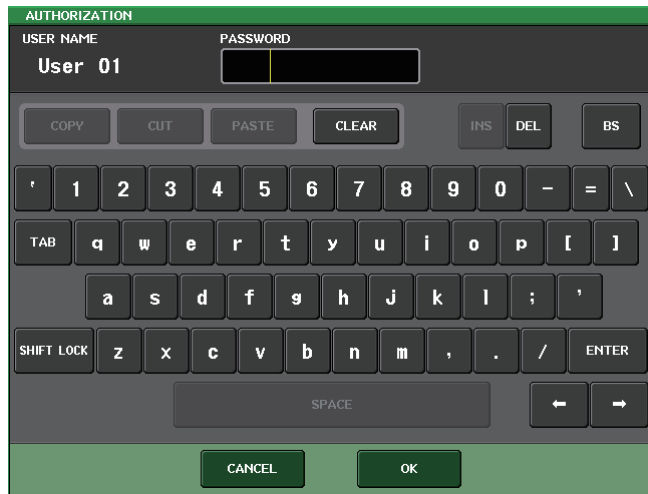 AUTHORIZATION
USER NAME PASSWORD
User 01
COPY CUT PASTE CLEAR INS DEL BS
' 1 2 3 4 5 6 7 8 9 0 - = \
TAB q w e r t y u i o p [ ]
a s d f g h j k l ; '
SHIFT LOCK z x c v b n m , . / ENTER
SPACE ← →
CANCEL OK